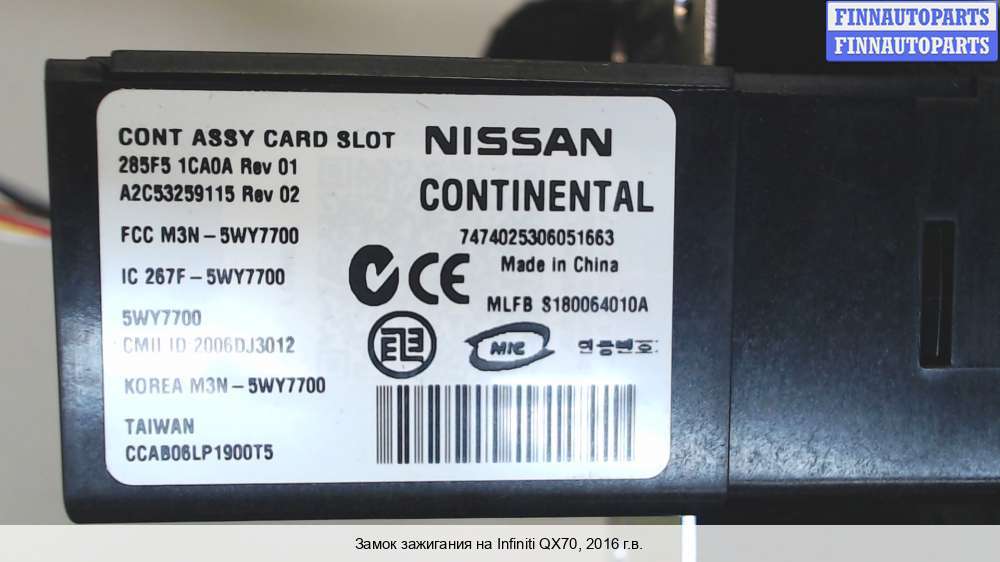 FINNAUTOPARTS
FINNAUTOPARTS
CONT ASSY CARD SLOT
NISSAN
285F5 1CA0A Rev 01
A2C53259115 Rev 02
CONTINENTAL
FCC M3N-5WY7700
7474025306051663
IC 267F-5WY7700
Made in China
CE
MLFB S180064010A
5WY7700
CMII ID 2006DJ3012
MIC 인증번호:
KOREA M3N-5WY7700
TAIWAN
CCAB06LP1900T5
Замок зажигания на Infiniti QX70, 2016 г.в.